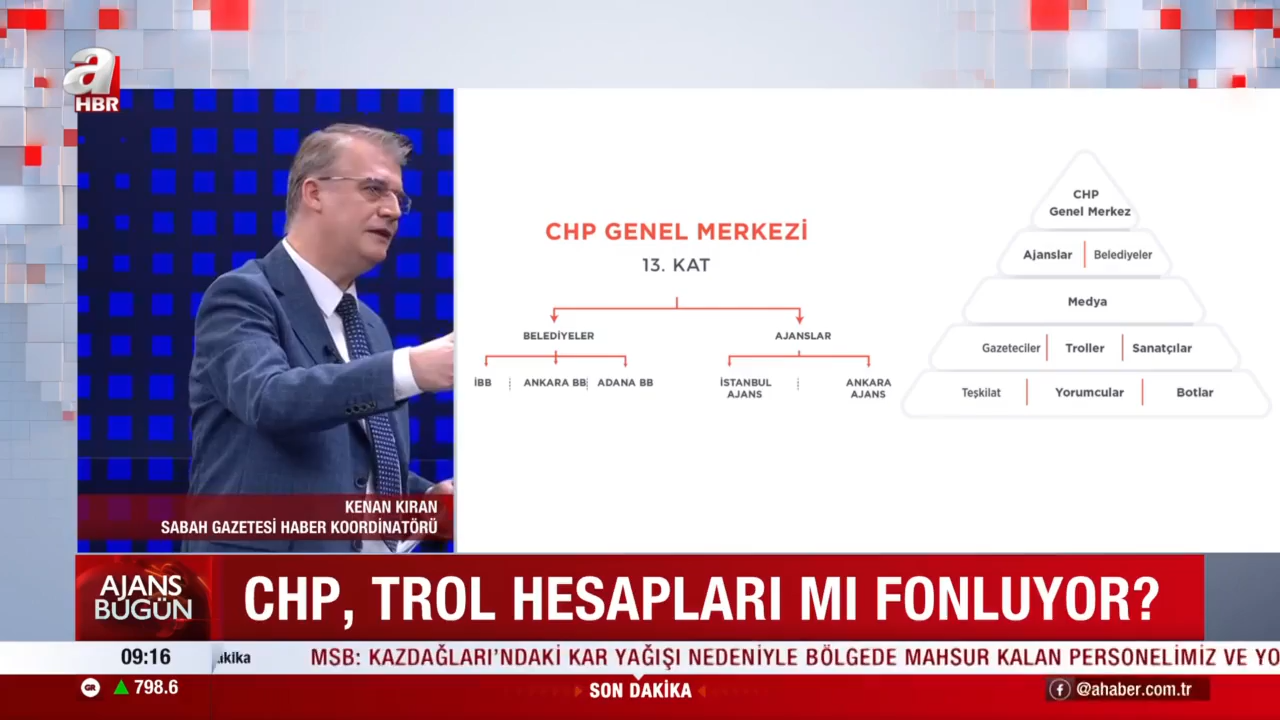 a
HBR
CHP GENEL MERKEZİ
13. KAT
BELEDİYELER
AJANSLAR
İBB
ANKARA BB
ADANA BB
İSTANBUL
AJANS
ANKARA
AJANS
CHP
Genel Merkez
Ajanslar
Belediyeler
Medya
Gazeteciler
Troller
Sanatçılar
Teşkilat
Yorumcular
Botlar
KENAN KIRAN
SABAH GAZETESİ HABER KOORDİNATÖRÜ
AJANS
BUGÜN
CHP, TROL HESAPLARI MI FONLUYOR?
09:16
akika
MSB: KAZDAĞLARI'NDAKİ KAR YAĞIŞI NEDENİYLE BÖLGEDE MAHSUR KALAN PERSONELİMİZ VE YO
GR
798.6
SON DAKİKA
@ahaber.com.tr